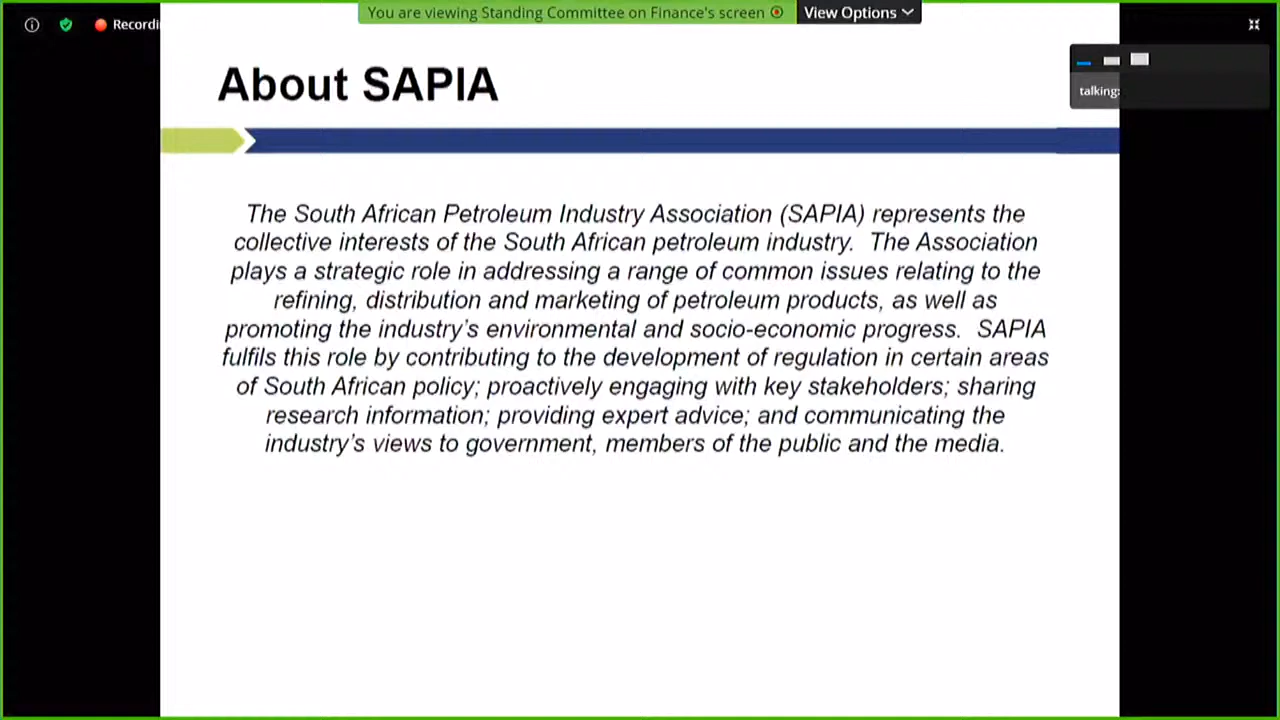 You are viewing Standing Committee on Finance's screen
View Options
Recordi
talking:
About SAPIA
The South African Petroleum Industry Association (SAPIA) represents the
collective interests of the South African petroleum industry. The Association
plays a strategic role in addressing a range of common issues relating to the
refining, distribution and marketing of petroleum products, as well as
promoting the industry's environmental and socio-economic progress. SAPIA
fulfils this role by contributing to the development of regulation in certain areas
of South African policy; proactively engaging with key stakeholders; sharing
research information; providing expert advice; and communicating the
industry's views to government, members of the public and the media.